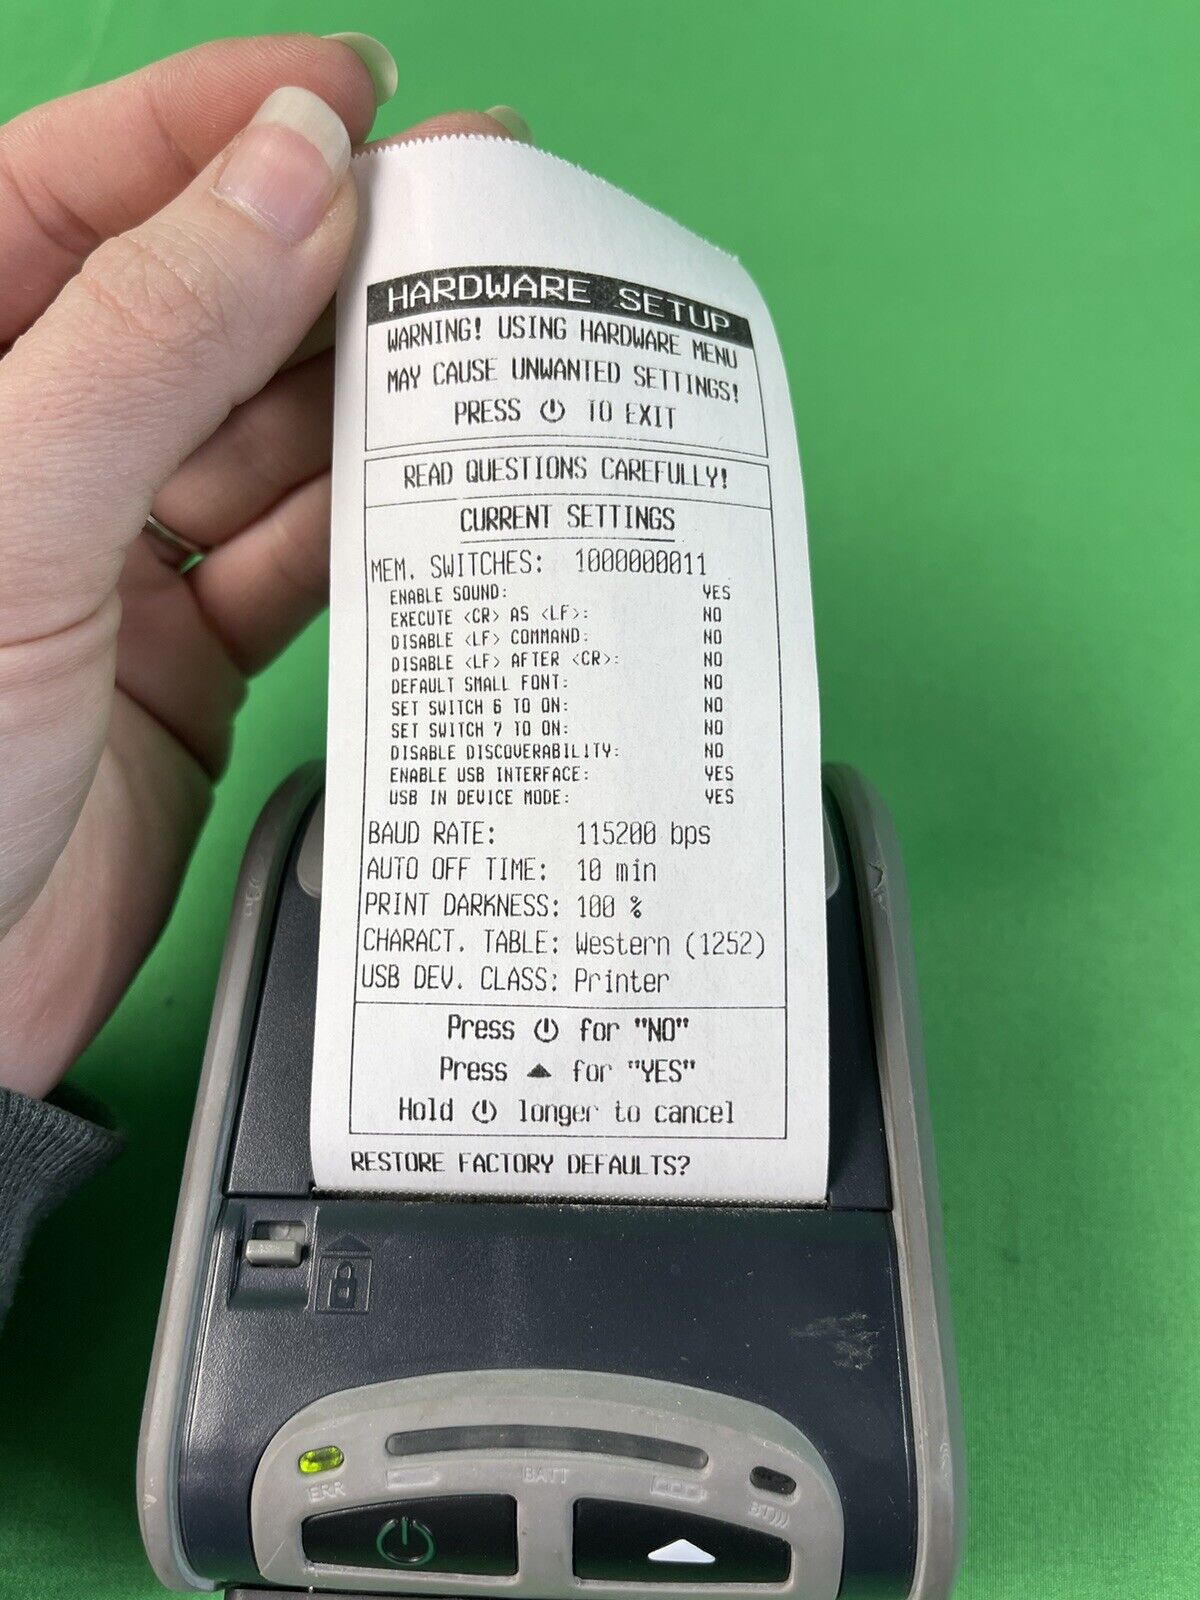 HARDWARE SETUP
WARNING! USING HARDWARE MENU
MAY CAUSE UNWANTED SETTINGS!
PRESS ⏻ TO EXIT
READ QUESTIONS CAREFULLY!
CURRENT SETTINGS
MEM. SWITCHES: 1000000011
ENABLE SOUND: YES
EXECUTE <CR> AS <LF>: NO
DISABLE <LF> COMMAND: NO
DISABLE <LF> AFTER <CR>: NO
DEFAULT SMALL FONT: NO
SET SWITCH 6 TO ON: NO
SET SWITCH 7 TO ON: NO
DISABLE DISCOVERABILITY: NO
ENABLE USB INTERFACE: YES
USB IN DEVICE MODE: YES
BAUD RATE: 115200 bps
AUTO OFF TIME: 10 min
PRINT DARKNESS: 100 %
CHARACT. TABLE: Western (1252)
USB DEV. CLASS: Printer
Press ⏻ for "NO"
Press ▲ for "YES"
Hold ⏻ longer to cancel
RESTORE FACTORY DEFAULTS?
ERR BATT BT)))